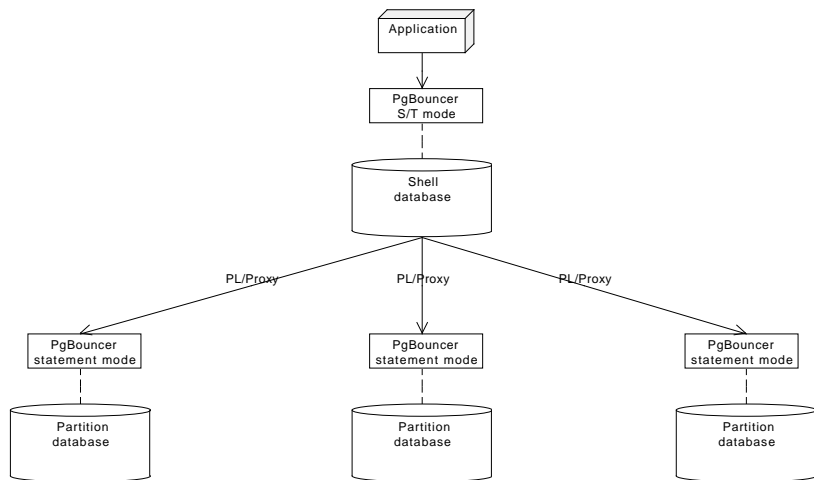 Application
PgBouncer
S/T mode
Shell
database
PL/Proxy
PL/Proxy
PL/Proxy
PgBouncer
statement mode
PgBouncer
statement mode
PgBouncer
statement mode
Partition
database
Partition
database
Partition
database